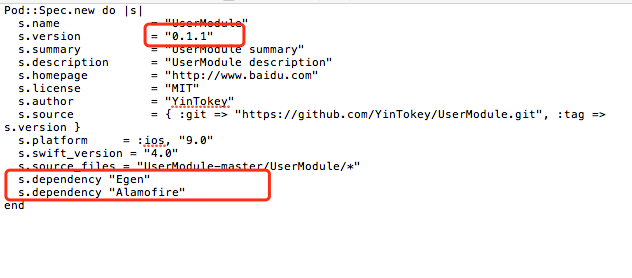 Pod::Spec.new do |s|
s.name = "UserModule"
s.version = "0.1.1"
s.summary = "UserModule summary"
s.description = "UserModule description"
s.homepage = "http://www.baidu.com"
s.license = "MIT"
s.author = "YinTokey"
s.source = { :git => "https://github.com/YinTokey/UserModule.git", :tag =>
s.version }
s.platform = :ios, "9.0"
s.swift_version = "4.0"
s.source_files = "UserModule-master/UserModule/*"
s.dependency "Egen"
s.dependency "Alamofire"
end